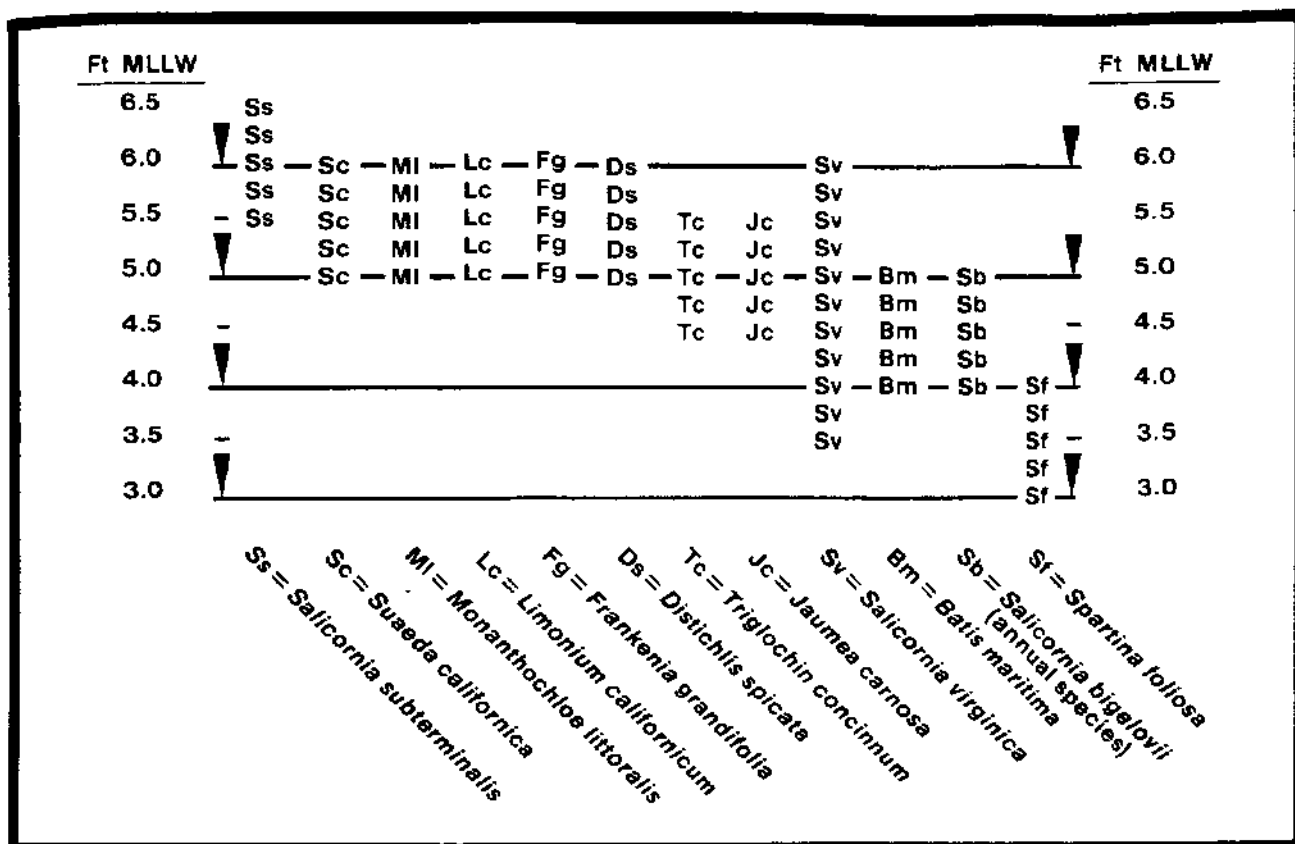 Ft MLLW Ft MLLW
6.5 Ss 6.5
Ss
6.0 Ss Sc Ml Lc Fg Ds Sv 6.0
Ss Sc Ml Lc Fg Ds Sv
5.5 Ss Sc Ml Lc Fg Ds Tc Jc Sv 5.5
Sc Ml Lc Fg Ds Tc Jc Sv
5.0 Sc Ml Lc Fg Ds Tc Jc Sv Bm Sb 5.0
Tc Jc Sv Bm Sb
4.5 Tc Jc Sv Bm Sb 4.5
Sv Bm Sb
4.0 Sv Bm Sb Sf 4.0
Sv Sf
3.5 Sv Sf 3.5
Sf
3.0 Sf 3.0
Ss = Salicornia subterminalis
Sc = Suaeda californica
Ml = Monanthochloe littoralis
Lc = Limonium californicum
Fg = Frankenia grandifolia
Ds = Distichlis spicata
Tc = Triglochin concinnum
Jc = Jaumea carnosa
Sv = Salicornia virginica
Bm = Batis maritima
Sb = Salicornia bigelovii
(annual species)
Sf = Spartina foliosa